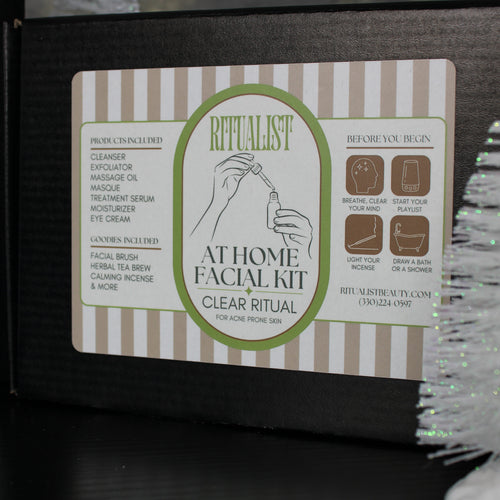 PRODUCTS INCLUDED
CLEANSER
EXFOLIATOR
MASSAGE OIL
MASQUE
TREATMENT SERUM
MOISTURIZER
EYE CREAM
GOODIES INCLUDED
FACIAL BRUSH
HERBAL TEA BREW
CALMING INCENSE
& MORE
RITUALIST
AT HOME
FACIAL KIT
CLEAR RITUAL
FOR ACNE PRONE SKIN
BEFORE YOU BEGIN
BREATHE, CLEAR
YOUR MIND
START YOUR
PLAYLIST
LIGHT YOUR
INCENSE
DRAW A BATH
OR A SHOWER
RITUALISTBEAUTY.COM
(330)224-0597